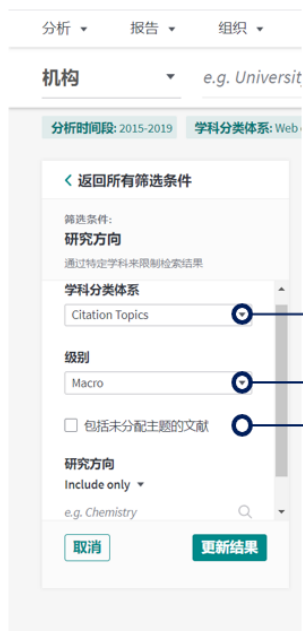 分析 报告 组织
机构 e.g. University
分析时间段: 2015-2019 学科分类体系: Web
返回所有筛选条件
筛选条件:
研究方向
通过特定学科来限制检索结果
学科分类体系
Citation Topics
级别
Macro
包括未分配主题的文献
研究方向
Include only
e.g. Chemistry
取消 更新结果